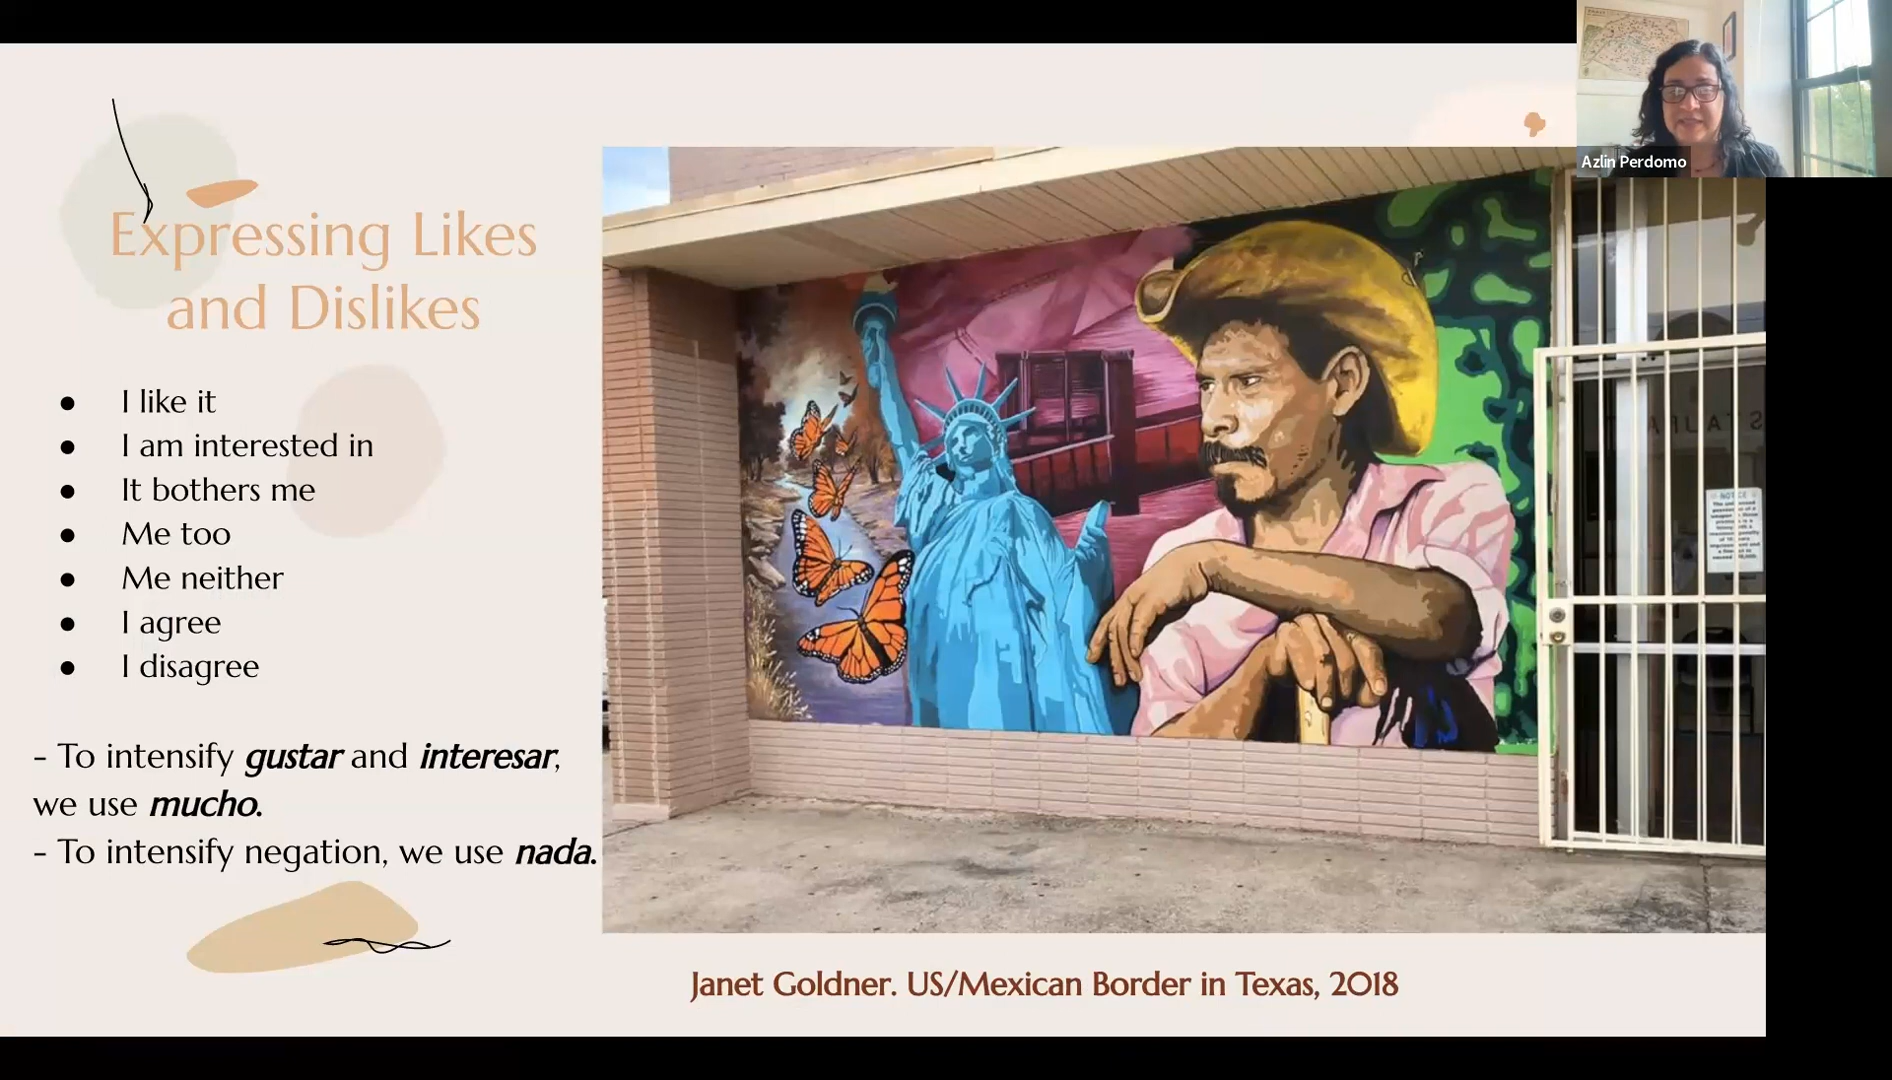 Azlin Perdomo
Expressing Likes
and Dislikes
● I like it
● I am interested in
● It bothers me
● Me too
● Me neither
● I agree
● I disagree
- To intensify gustar and interesar,
we use mucho.
- To intensify negation, we use nada.
NOTICE
Janet Goldner. US/Mexican Border in Texas, 2018